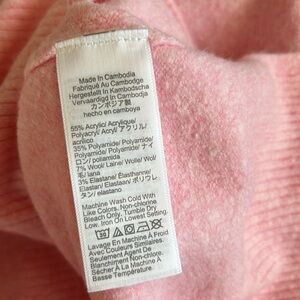 Made In Cambodia
Fabriqué Au Cambodge
Hergestellt In Kambodscha
Vervaardigd In Cambodja
カンボジア製
hecho en camboya
55% Acrylic/ Acrylique/
Polyacryl/ Acryl/ アクリル/
acrílico
35% Polyamide/ Polyamide/
Polyamide/ Polyamide/ ナイ
ロン/ poliamida
7% Wool/ Laine/ Wolle/ Wol/
毛/ lana
3% Elastane/ Élasthanne/
Elastan/ Elastaan/ ポリウレ
タン/ elastano
Machine Wash Cold With
Like Colors. Non-chlorine
Bleach Only. Tumble Dry
Low. Iron On Lowest Setting.
30
Lavage En Machine À Froid
Avec Couleurs Similaires.
Seulement Agent De
Blanchiment Non-chlore.
Sécher À La Machine À
Basse Température.